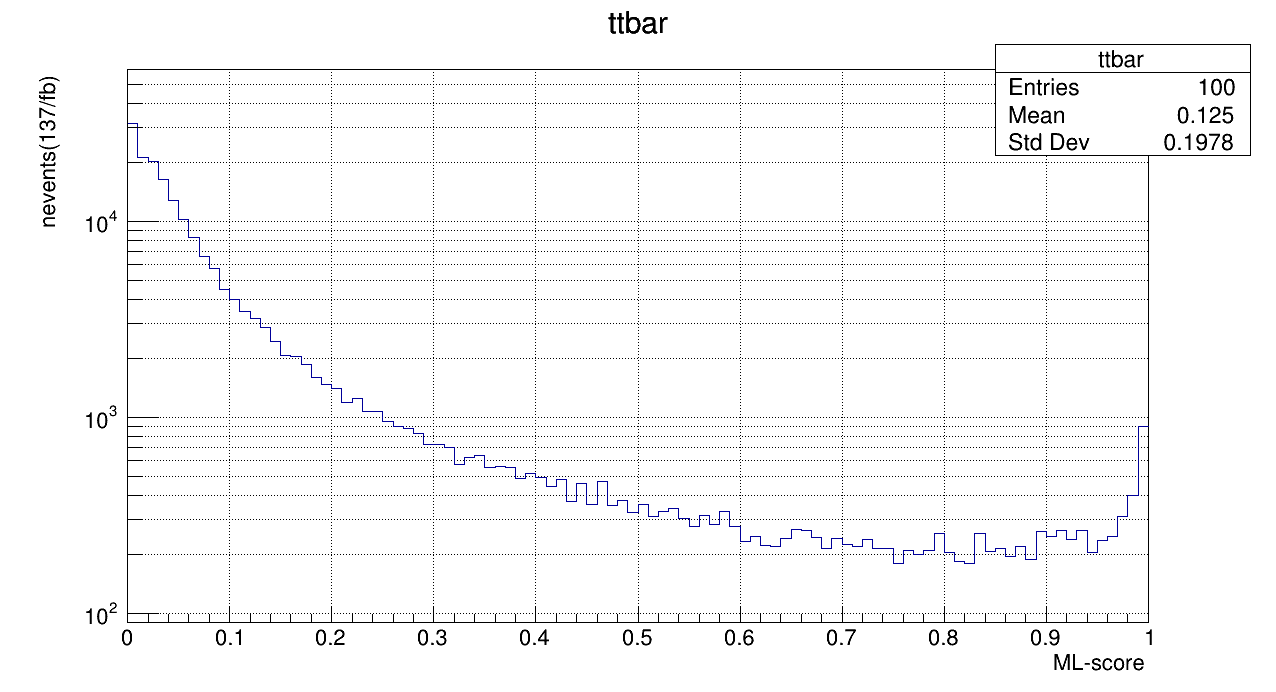 ttbar
ttbar
Entries 100
Mean 0.125
Std Dev 0.1978
nevents(137/fb)
10^4
10^3
10^2
0 0.1 0.2 0.3 0.4 0.5 0.6 0.7 0.8 0.9 1
ML-score